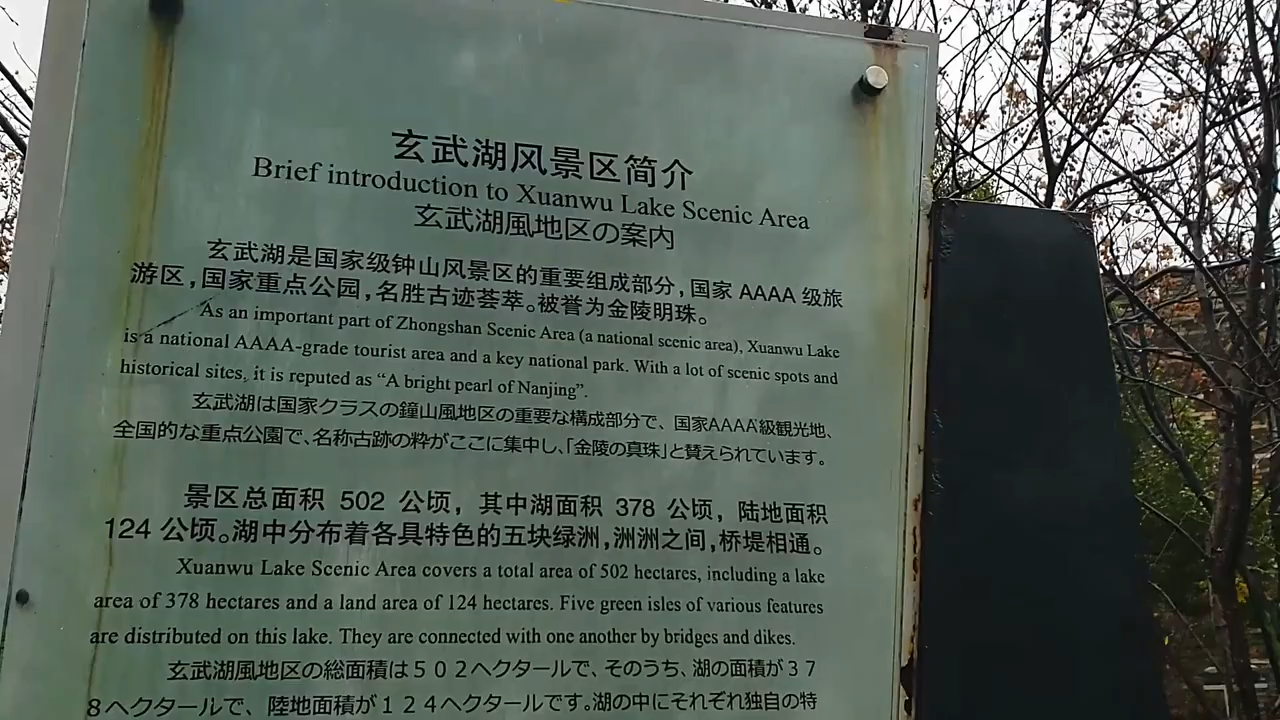 玄武湖风景区简介
Brief introduction to Xuanwu Lake Scenic Area
玄武湖風地区の案内
玄武湖是国家级钟山风景区的重要组成部分，国家 AAAA 级旅
游区，国家重点公园，名胜古迹荟萃。被誉为金陵明珠。
As an important part of Zhongshan Scenic Area (a national scenic area), Xuanwu Lake
is a national AAAA-grade tourist area and a key national park. With a lot of scenic spots and
historical sites, it is reputed as “A bright pearl of Nanjing”.
玄武湖は国家クラスの鐘山風地区の重要な構成部分で、国家AAAA級観光地、
全国的な重点公園で、名称古跡の粋がここに集中し、「金陵の真珠」と賛えられています。
景区总面积 502 公顷，其中湖面积 378 公顷，陆地面积
124 公顷。湖中分布着各具特色的五块绿洲，洲洲之间，桥堤相通。
Xuanwu Lake Scenic Area covers a total area of 502 hectares, including a lake
area of 378 hectares and a land area of 124 hectares. Five green isles of various features
are distributed on this lake. They are connected with one another by bridges and dikes.
玄武湖風地区の総面積は５０２ヘクタールで、そのうち、湖の面積が３７
８ヘクタールで、陸地面積が１２４ヘクタールです。湖の中にそれぞれ独自の特